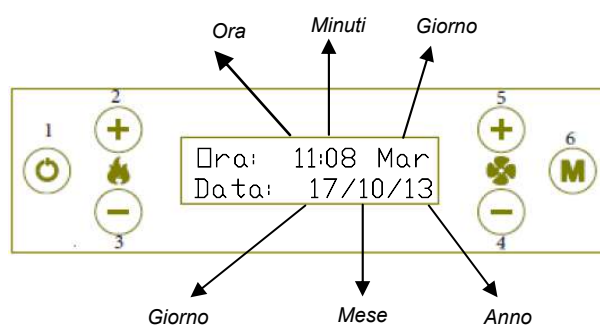 Ora Minuti Giorno
2 5
1 6
Ora: 11:08 Mar
M
Data: 17/10/13
3 4
Giorno Mese Anno